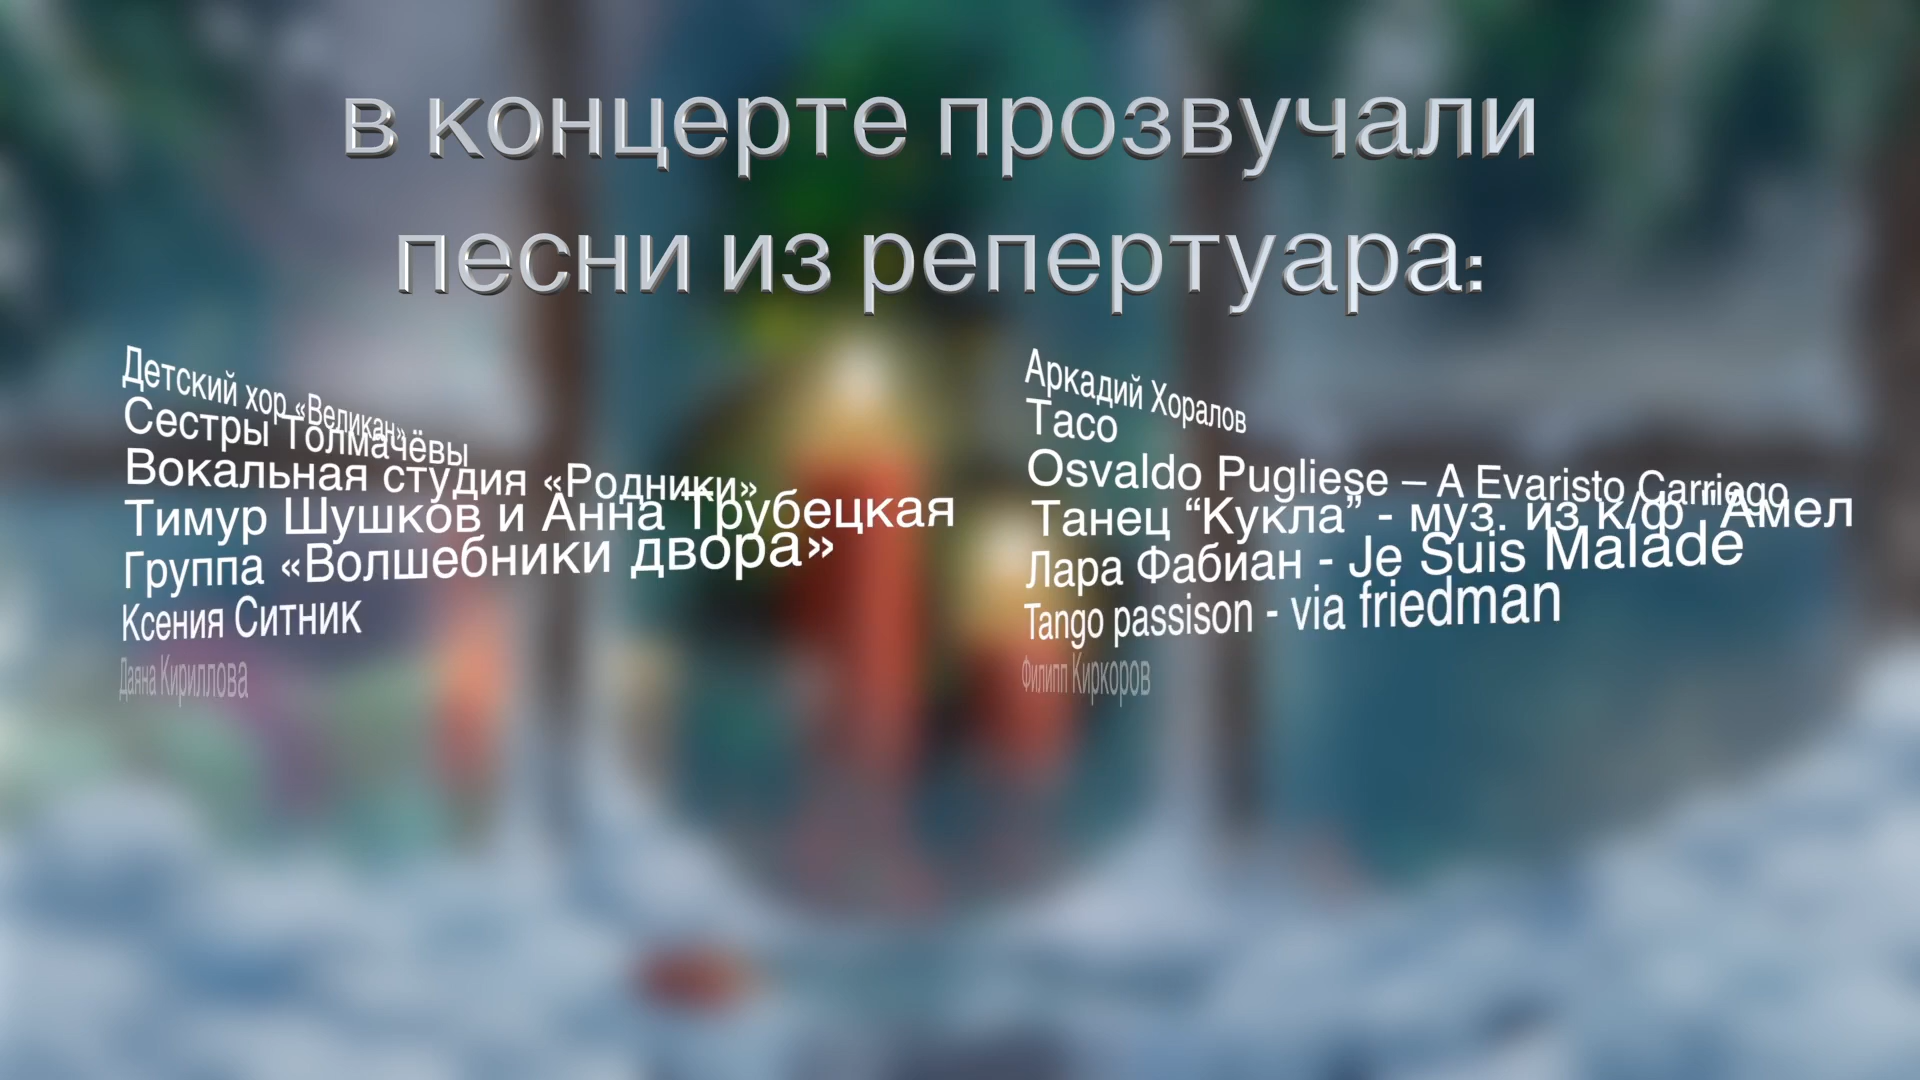 в концерте прозвучали
песни из репертуара:
Детский хор «Великан»
Сестры Толмачёвы
Вокальная студия «Родники»
Тимур Шушков и Анна Трубецкая
Группа «Волшебники двора»
Ксения Ситник
Даяна Кириллова
Аркадий Хоралов
Тасо
Osvaldo Pugliese – A Evaristo Carriego
Танец “Кукла” - муз. из к/ф "Амел
Лара Фабиан - Je Suis Malade
Tango passison - via friedman
Филипп Киркоров